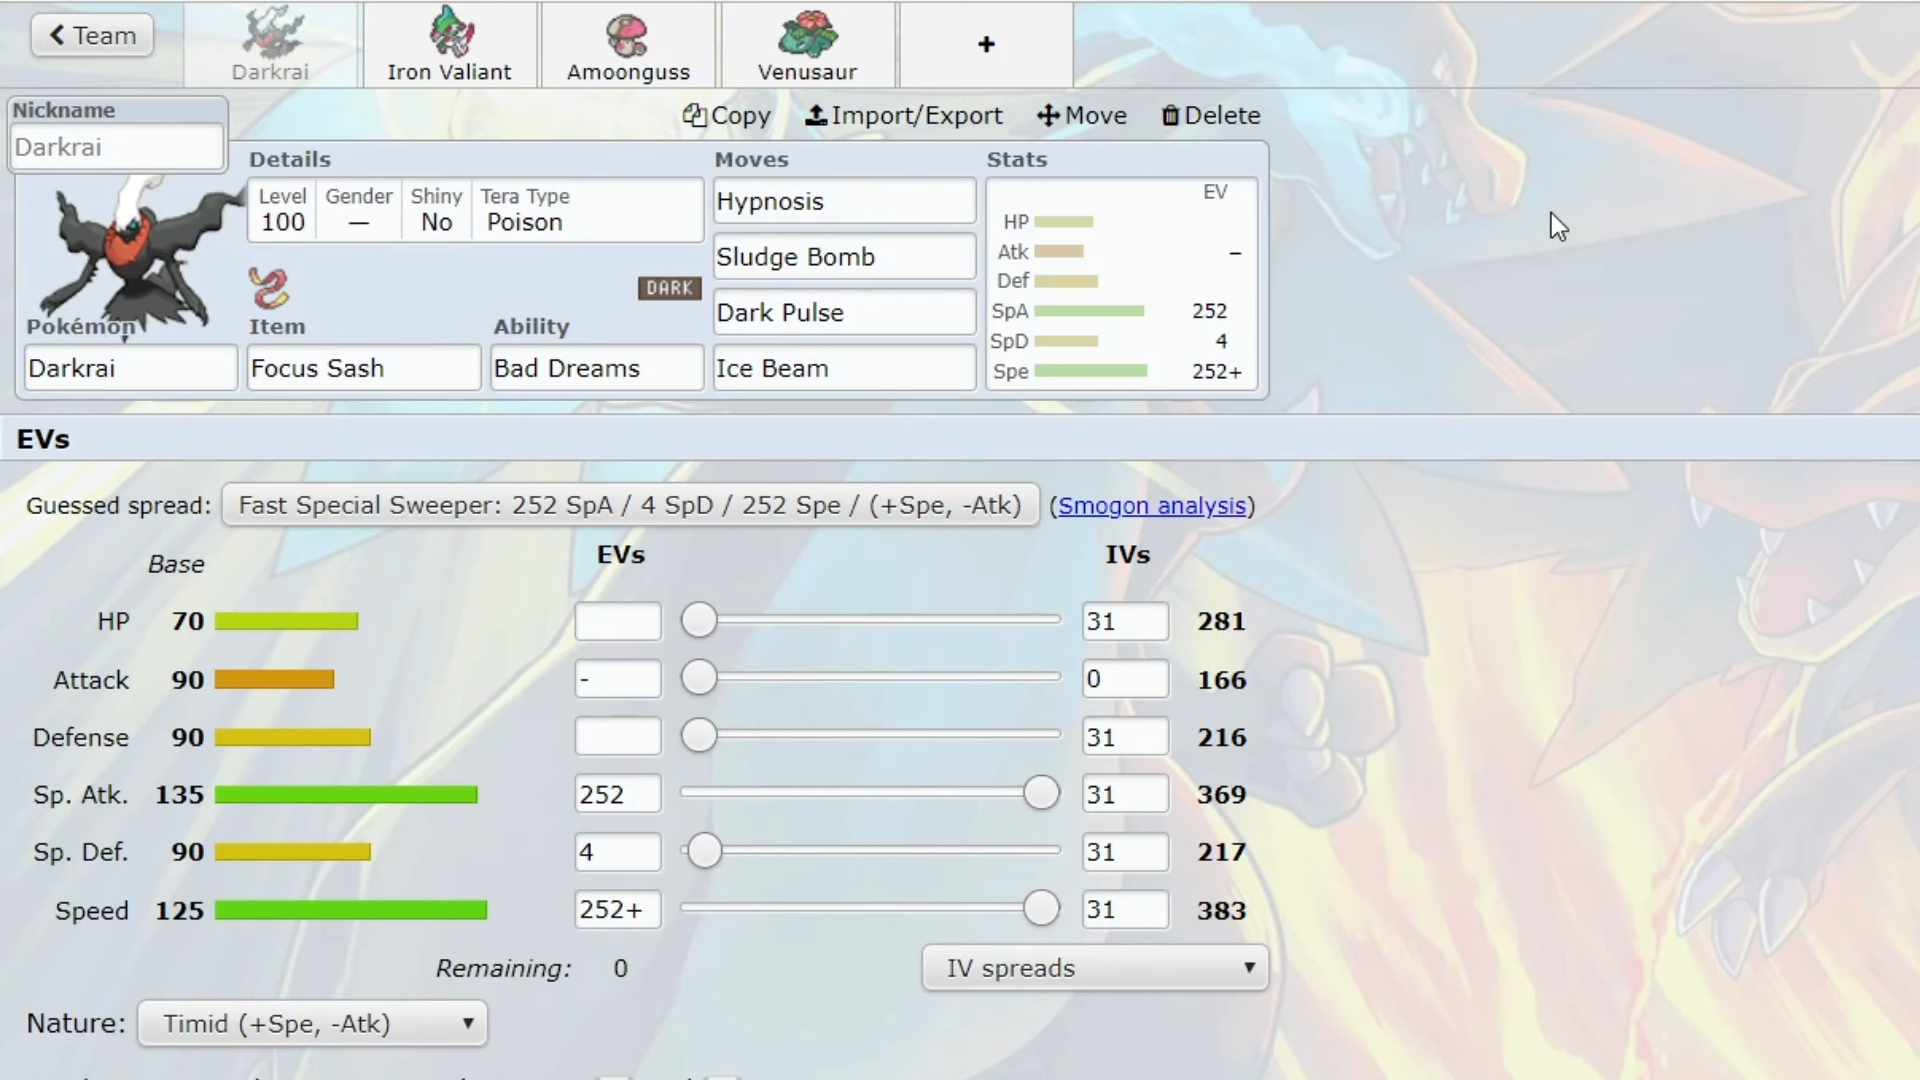 Team
Darkrai
Iron Valiant
Amoonguss
Venusaur
+
Nickname
Darkrai
Copy
Import/Export
Move
Delete
Details
Level
100
Gender
—
Shiny
No
Tera Type
Poison
DARK
Pokémon
Darkrai
Item
Focus Sash
Ability
Bad Dreams
Moves
Hypnosis
Sludge Bomb
Dark Pulse
Ice Beam
Stats
EV
HP
Atk –
Def
SpA 252
SpD 4
Spe 252+
EVs
Guessed spread: Fast Special Sweeper: 252 SpA / 4 SpD / 252 Spe / (+Spe, -Atk) (Smogon analysis)
Base EVs IVs
HP 70 31 281
Attack 90 - 0 166
Defense 90 31 216
Sp. Atk. 135 252 31 369
Sp. Def. 90 4 31 217
Speed 125 252+ 31 383
Remaining: 0 IV spreads
Nature: Timid (+Spe, -Atk)